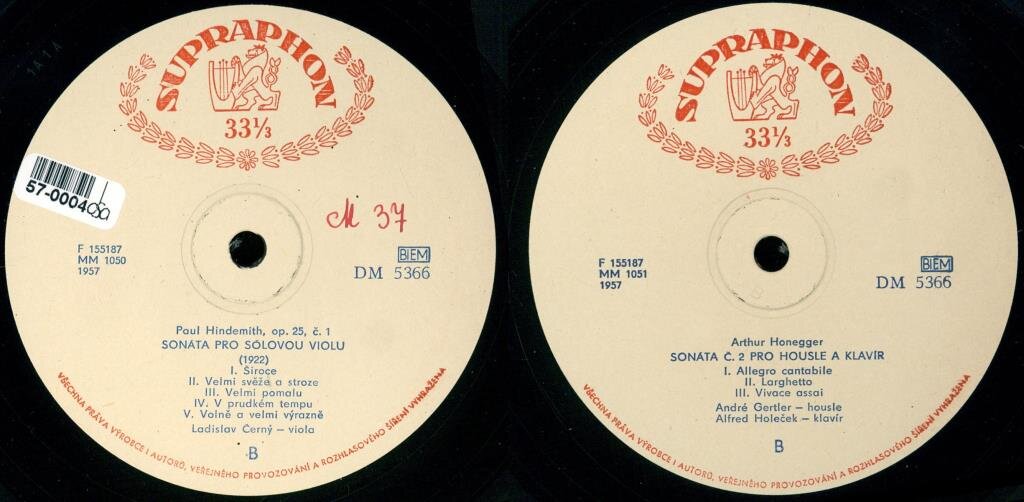 SUPRAPHON
33⅓
57-0004
M 37
F 155187
MM 1050
1957
BIEM
DM 5366
Paul Hindemith, op. 25, č. 1
SONÁTA PRO SÓLOVOU VIOLU
(1922)
I. Široce
II. Velmi svěže a stroze
III. Velmi pomalu
IV. V prudkém tempu
V. Volně a velmi výrazně
Ladislav Černý – viola
B
VŠECHNA PRÁVA VÝROBCE I AUTORŮ, VEŘEJNÉHO PROVOZOVÁNÍ A ROZHLASOVÉHO ŠÍŘENÍ VYHRAŽENA
SUPRAPHON
33⅓
F 155187
MM 1051
1957
BIEM
DM 5366
Arthur Honegger
SONÁTA Č. 2 PRO HOUSLE A KLAVÍR
I. Allegro cantabile
II. Larghetto
III. Vivace assai
André Gertler – housle
Alfred Holeček – klavír
B
VŠECHNA PRÁVA VÝROBCE I AUTORŮ, VEŘEJNÉHO PROVOZOVÁNÍ A ROZHLASOVÉHO ŠÍŘENÍ VYHRAŽENA